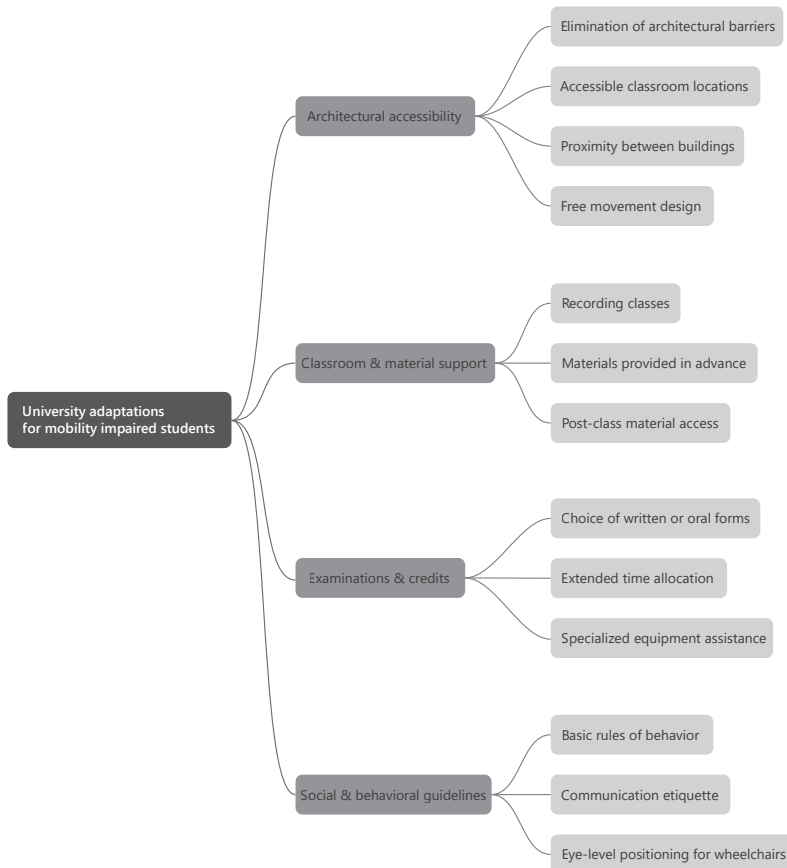 University adaptations
for mobility impaired students
Architectural accessibility
Elimination of architectural barriers
Accessible classroom locations
Proximity between buildings
Free movement design
Classroom & material support
Recording classes
Materials provided in advance
Post-class material access
Examinations & credits
Choice of written or oral forms
Extended time allocation
Specialized equipment assistance
Social & behavioral guidelines
Basic rules of behavior
Communication etiquette
Eye-level positioning for wheelchairs